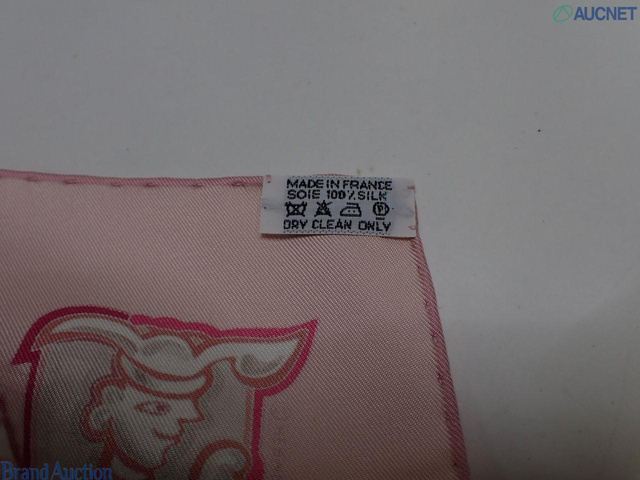 AUCNET
MADE IN FRANCE
SOIE 100% SILK
DRY CLEAN ONLY
Brand Auction